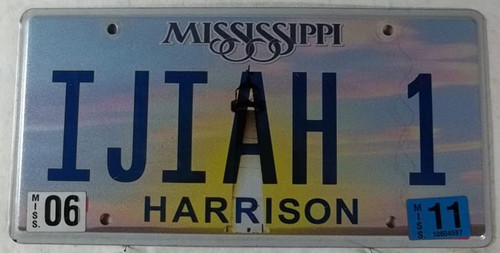 MISSISSIPPI
IJIAH 1
MISS. 06
HARRISON
MISS. 11